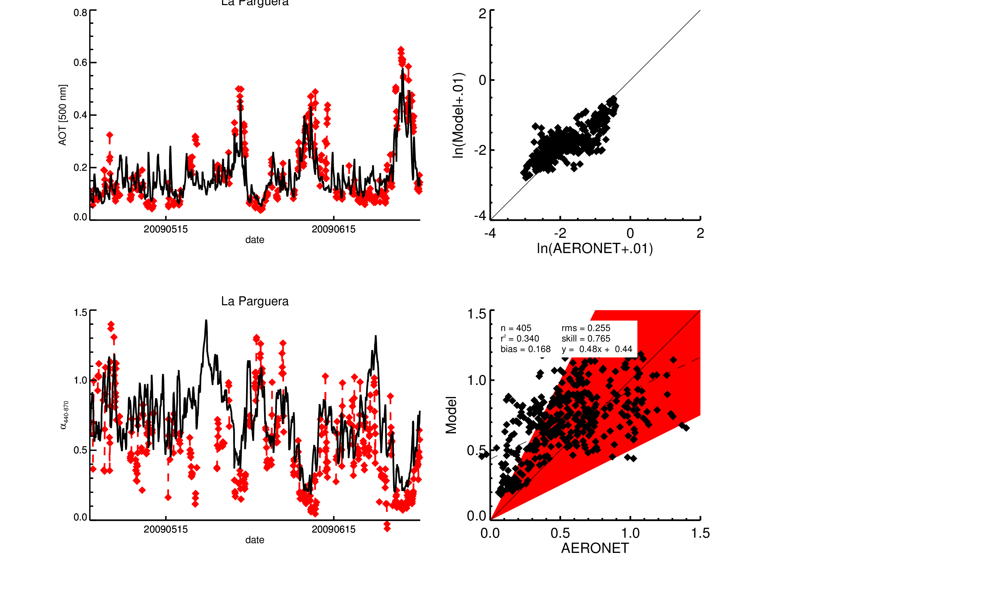 La Parguera
0.8
0.6
0.4
0.2
0.0
AOT [500 nm]
20090515
20090615
date
2
0
-2
-4
ln(Model+.01)
-4
-2
0
2
ln(AERONET+.01)
La Parguera
1.5
1.0
0.5
0.0
α440-870
20090515
20090615
date
1.5
1.0
0.5
0.0
Model
n = 405
r² = 0.340
bias = 0.168
rms = 0.255
skill = 0.765
y = 0.48x + 0.44
0.0
0.5
1.0
1.5
AERONET